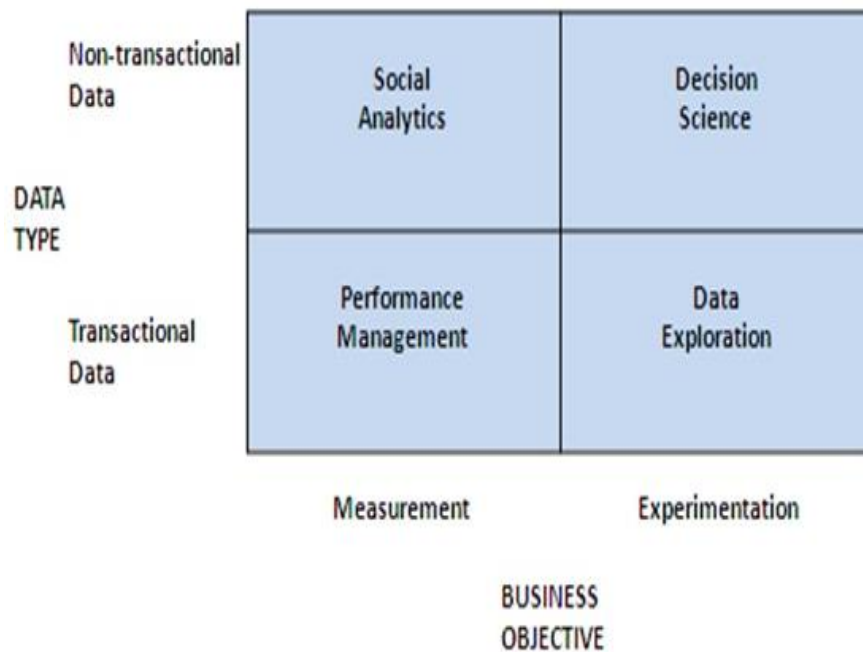 Non-transactional
Data
Social
Analytics
Decision
Science
DATA
TYPE
Transactional
Data
Performance
Management
Data
Exploration
Measurement
Experimentation
BUSINESS
OBJECTIVE